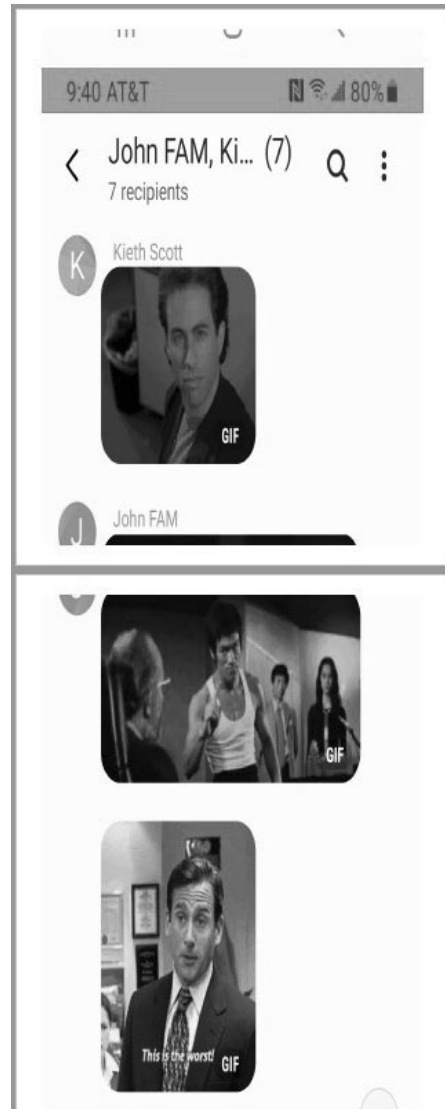 9:40 AT&T 80%
John FAM, Ki... (7)
7 recipients
K
Kieth Scott
GIF
J
John FAM
GIF
This is the worst!
GIF